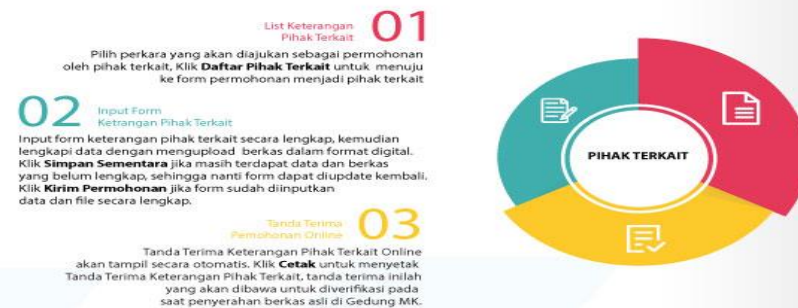 List Keterangan
Pihak Terkait
01
Pilih perkara yang akan diajukan sebagai permohonan
oleh pihak terkait, Klik Daftar Pihak Terkait untuk menuju
ke form permohonan menjadi pihak terkait
02
Input Form
Ketrangan Pihak Terkait
Input form keterangan pihak terkait secara lengkap, kemudian
lengkapi data dengan mengupload berkas dalam format digital.
Klik Simpan Sementara jika masih terdapat data dan berkas
yang belum lengkap, sehingga nanti form dapat diupdate kembali.
Klik Kirim Permohonan jika form sudah diinputkan
data dan file secara lengkap.
Tanda Terima
Permohonan Online
03
Tanda Terima Keterangan Pihak Terkait Online
akan tampil secara otomatis. Klik Cetak untuk menyetak
Tanda Terima Keterangan Pihak Terkait, tanda terima inilah
yang akan dibawa untuk diverifikasi pada
saat penyerahan berkas asli di Gedung MK.
PIHAK TERKAIT